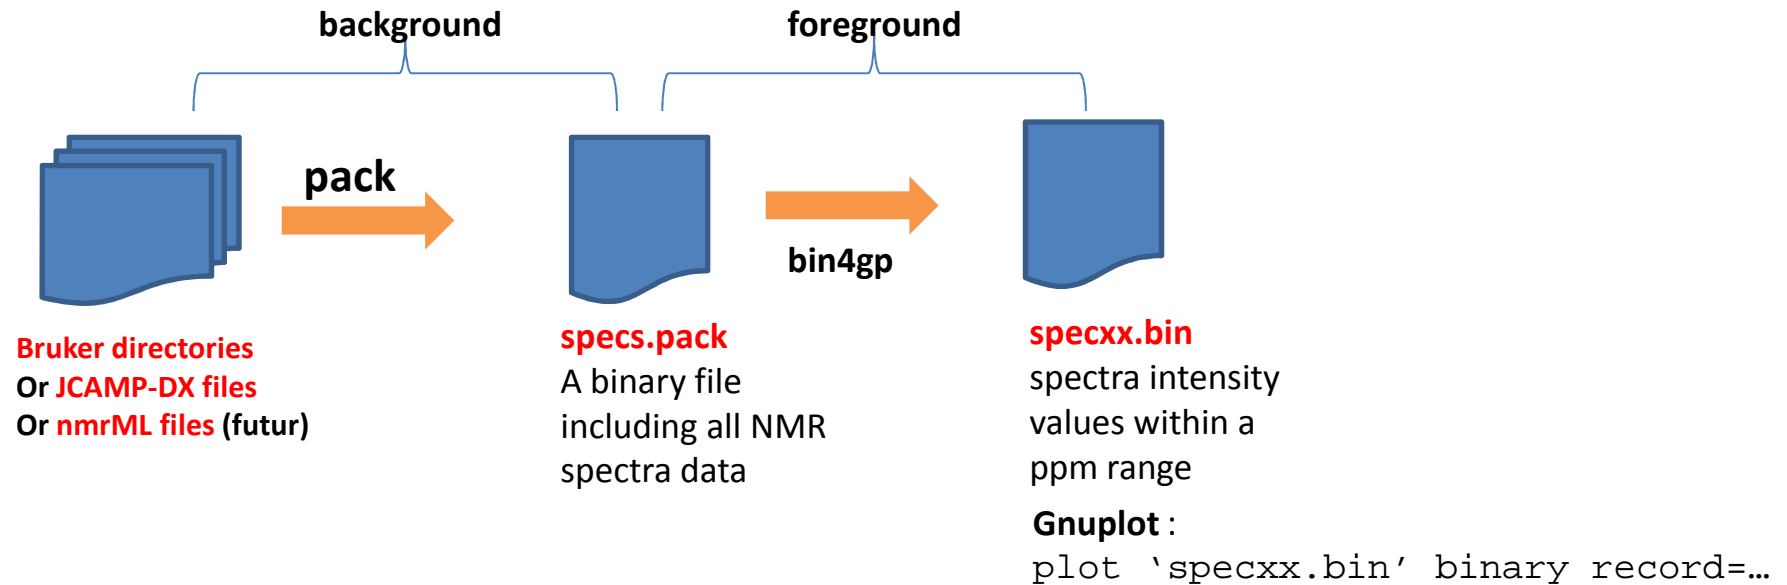 background
foreground
pack
bin4gp
Bruker directories
Or JCAMP-DX files
Or nmrML files (futur)
specs.pack
A binary file
including all NMR
spectra data
specxx.bin
spectra intensity
values within a
ppm range
Gnuplot :
plot ‘specxx.bin’ binary record=…